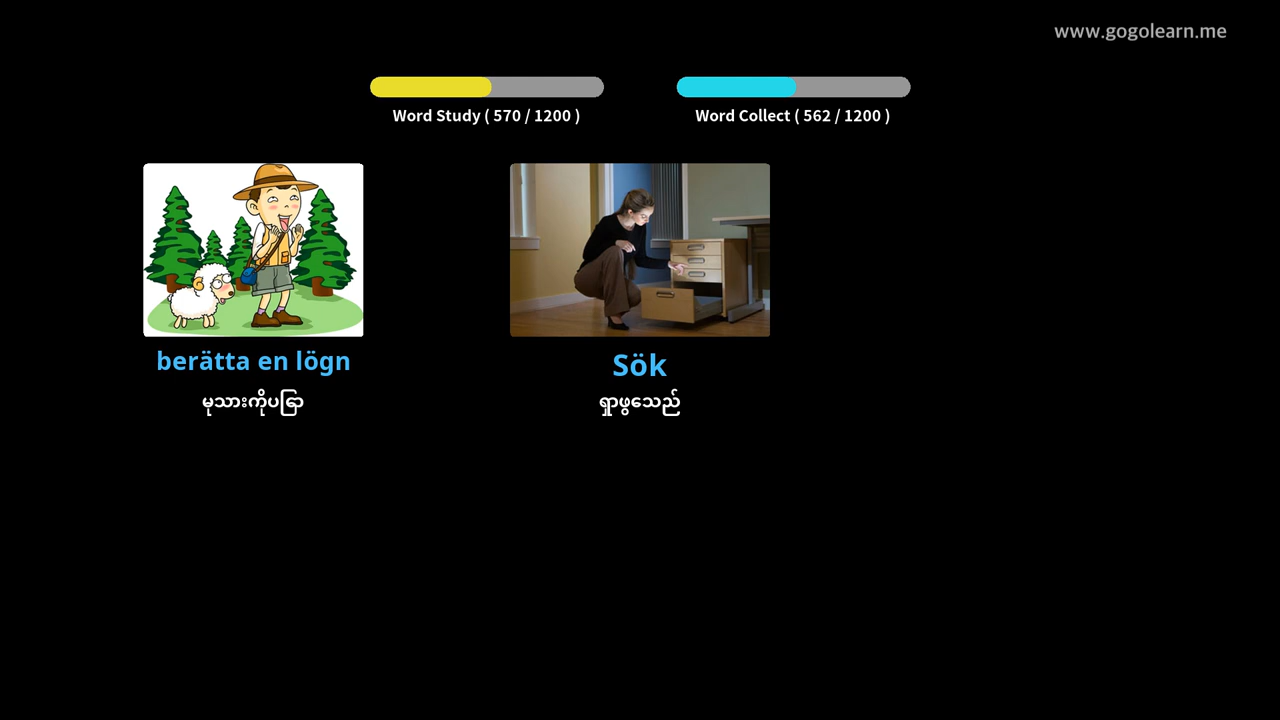 www.gogolearn.me
Word Study ( 570 / 1200 )
Word Collect ( 562 / 1200 )
berätta en lögn
မုသားကိုပြော
Sök
ရှာဖွေသည်